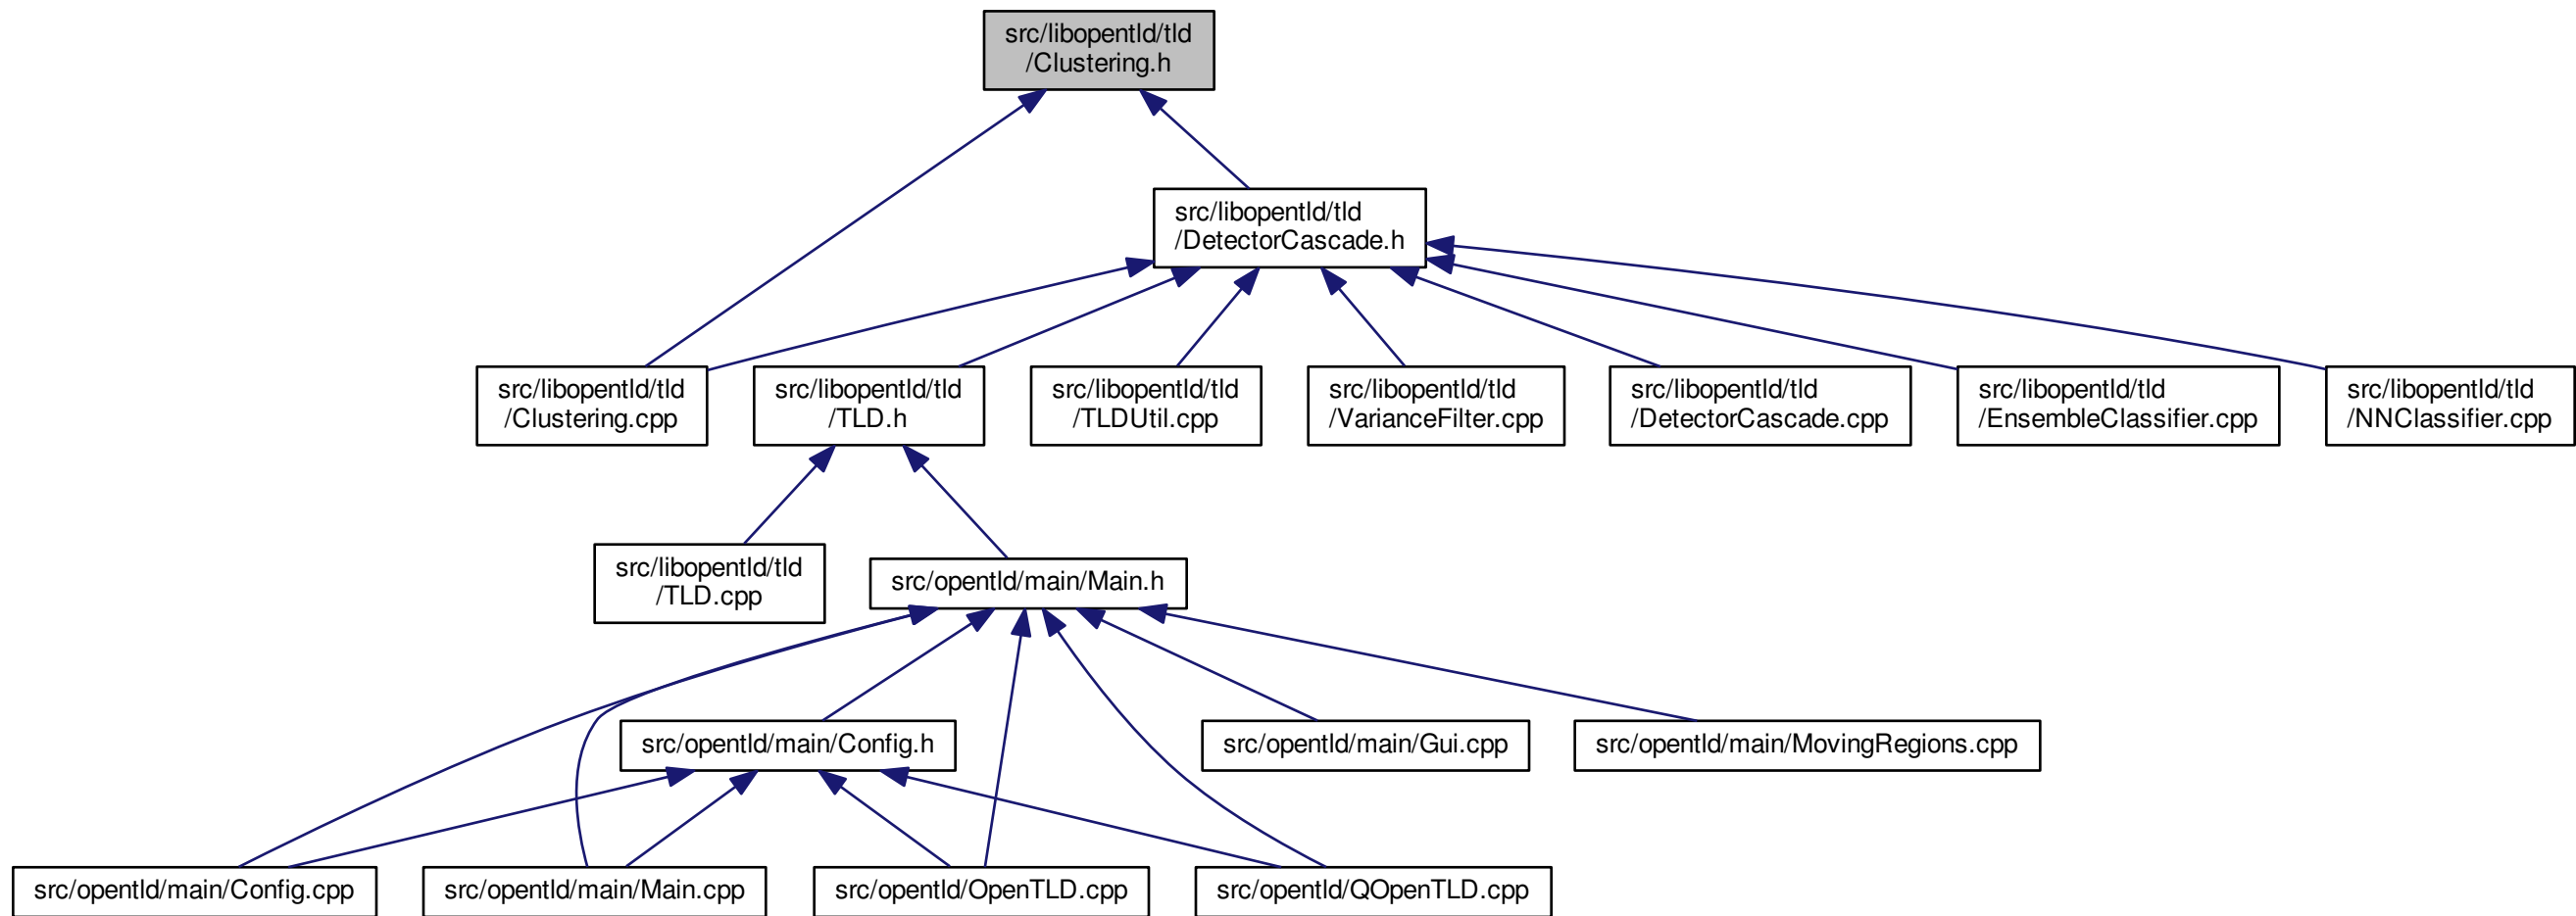 src/libopentld/tld
/Clustering.h
src/libopentld/tld
/DetectorCascade.h
src/libopentld/tld
/Clustering.cpp
src/libopentld/tld
/TLD.h
src/libopentld/tld
/TLDUtil.cpp
src/libopentld/tld
/VarianceFilter.cpp
src/libopentld/tld
/DetectorCascade.cpp
src/libopentld/tld
/EnsembleClassifier.cpp
src/libopentld/tld
/NNClassifier.cpp
src/libopentld/tld
/TLD.cpp
src/opentld/main/Main.h
src/opentld/main/Config.h
src/opentld/main/Gui.cpp
src/opentld/main/MovingRegions.cpp
src/opentld/main/Config.cpp
src/opentld/main/Main.cpp
src/opentld/OpenTLD.cpp
src/opentld/QOpenTLD.cpp